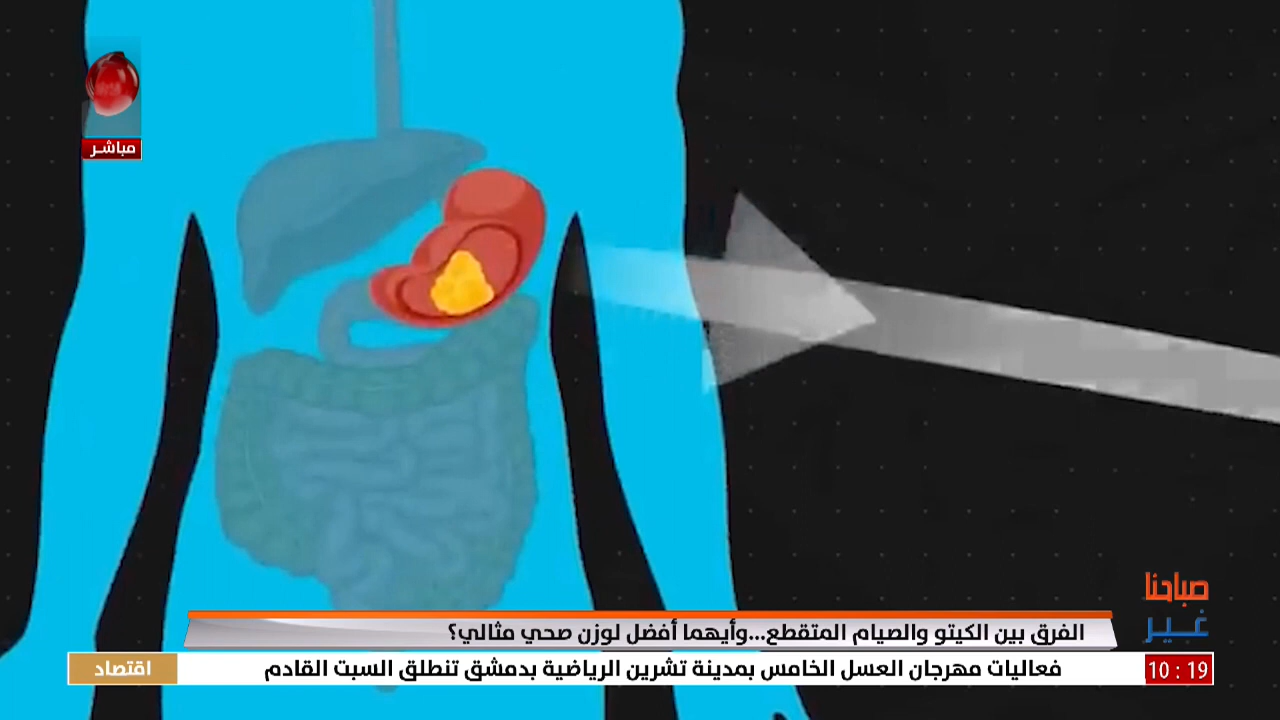 مباشر
صباحنا
غير
الفرق بين الكيتو والصيام المتقطع...وأيهما أفضل لوزن صحي مثالي؟
10 : 19
فعاليات مهرجان العسل الخامس بمدينة تشرين الرياضية بدمشق تنطلق السبت القادم
اقتصاد